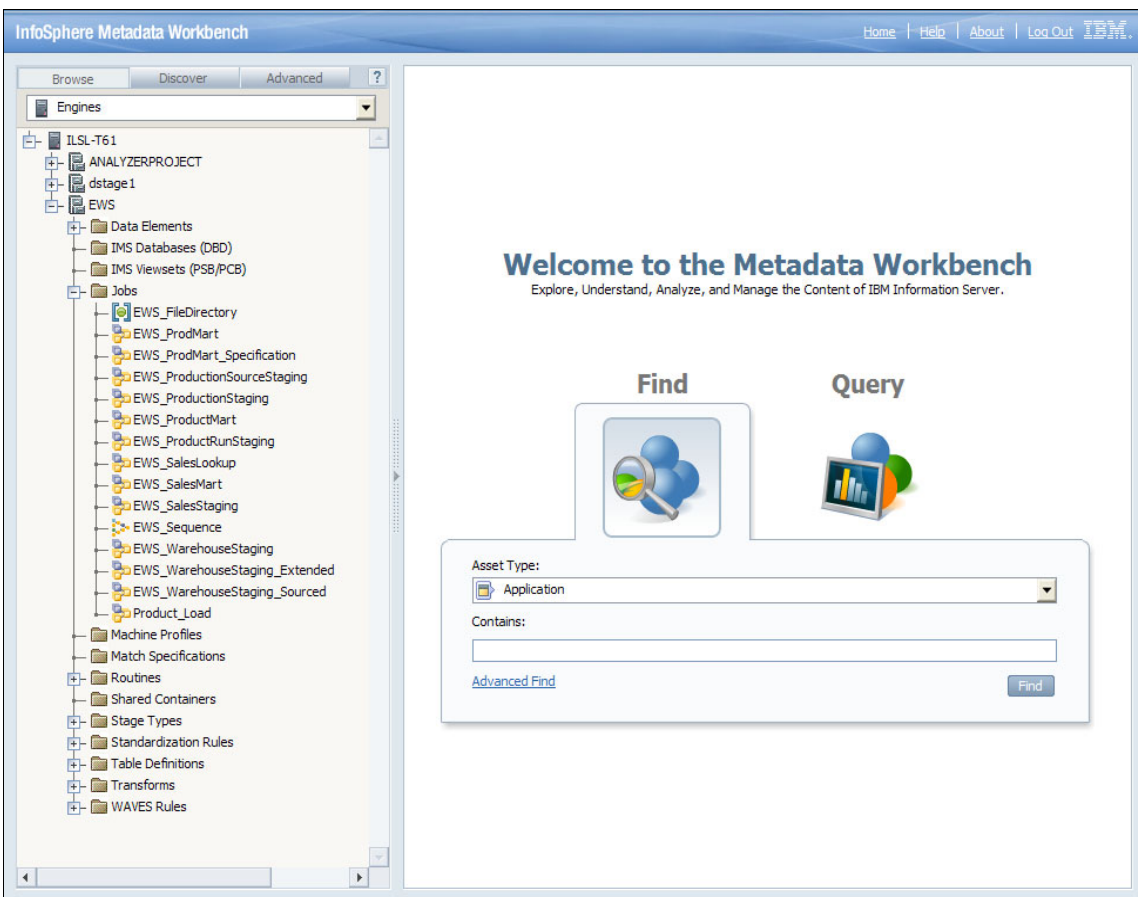 InfoSphere Metadata Workbench
Home | Help | About | Log Out IBM.
Browse Discover Advanced ?
Engines
ILSL-T61
ANALYZERPROJECT
dstage1
EWS
Data Elements
IMS Databases (DBD)
IMS Viewsets (PSB/PCB)
Jobs
EWS_FileDirectory
EWS_ProdMart
EWS_ProdMart_Specification
EWS_ProductionSourceStaging
EWS_ProductionStaging
EWS_ProductMart
EWS_ProductRunStaging
EWS_SalesLookup
EWS_SalesMart
EWS_SalesStaging
EWS_Sequence
EWS_WarehouseStaging
EWS_WarehouseStaging_Extended
EWS_WarehouseStaging_Sourced
Product_Load
Machine Profiles
Match Specifications
Routines
Shared Containers
Stage Types
Standardization Rules
Table Definitions
Transforms
WAVES Rules
Welcome to the Metadata Workbench
Explore, Understand, Analyze, and Manage the Content of IBM Information Server.
Find Query
Asset Type:
Application
Contains:
Advanced Find Find